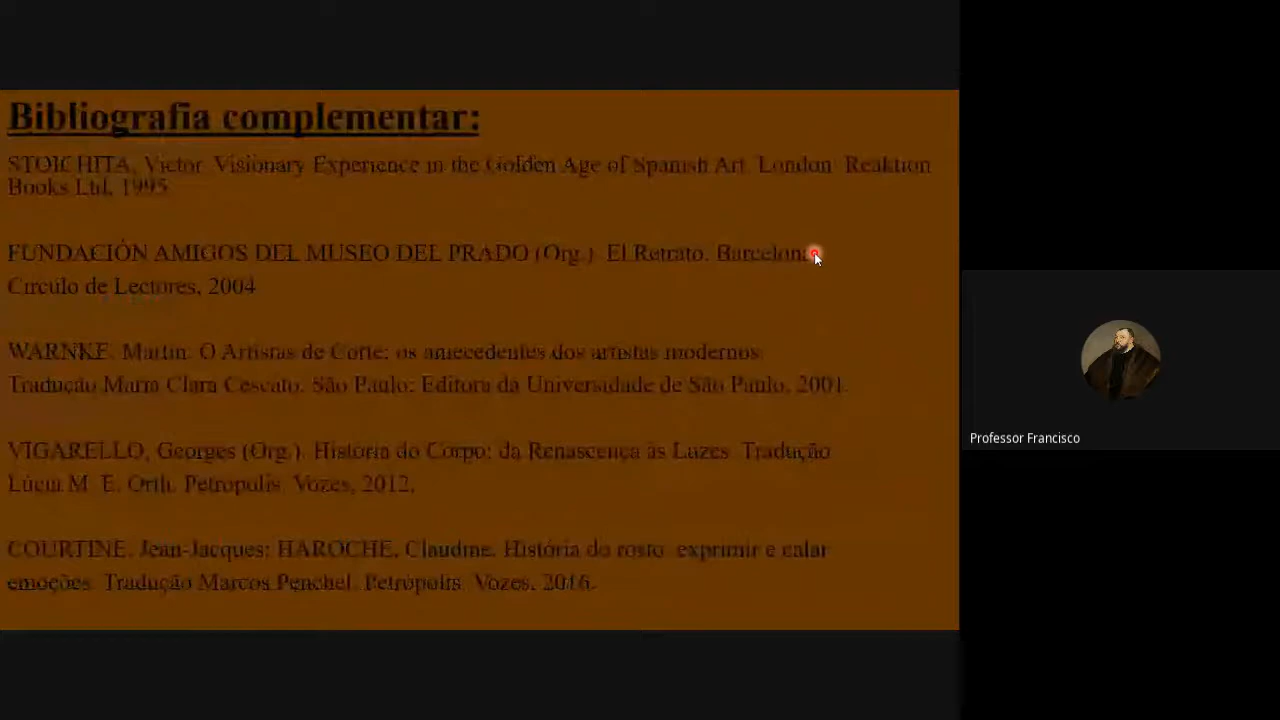 Bibliografia complementar:
STOICHITA, Victor. Visionary Experience in the Golden Age of Spanish Art. London: Reaktion
Books Ltd, 1995
FUNDACIÓN AMIGOS DEL MUSEO DEL PRADO (Org.). El Retrato. Barcelona:
Circulo de Lectores, 2004
WARNKE, Martin. O Artistas de Corte: os antecedentes dos artistas modernos.
Tradução Maria Clara Cescato. São Paulo: Editora da Universidade de São Paulo, 2001.
VIGARELLO, Georges (Org.). História do Corpo: da Renascença às Luzes. Tradução
Lúcia M. E. Orth. Petrópolis: Vozes, 2012.
COURTINE, Jean-Jacques; HAROCHE, Claudine. História do rosto: exprimir e calar
emoções. Tradução Marcos Penchel. Petrópolis: Vozes, 2016.
Professor Francisco